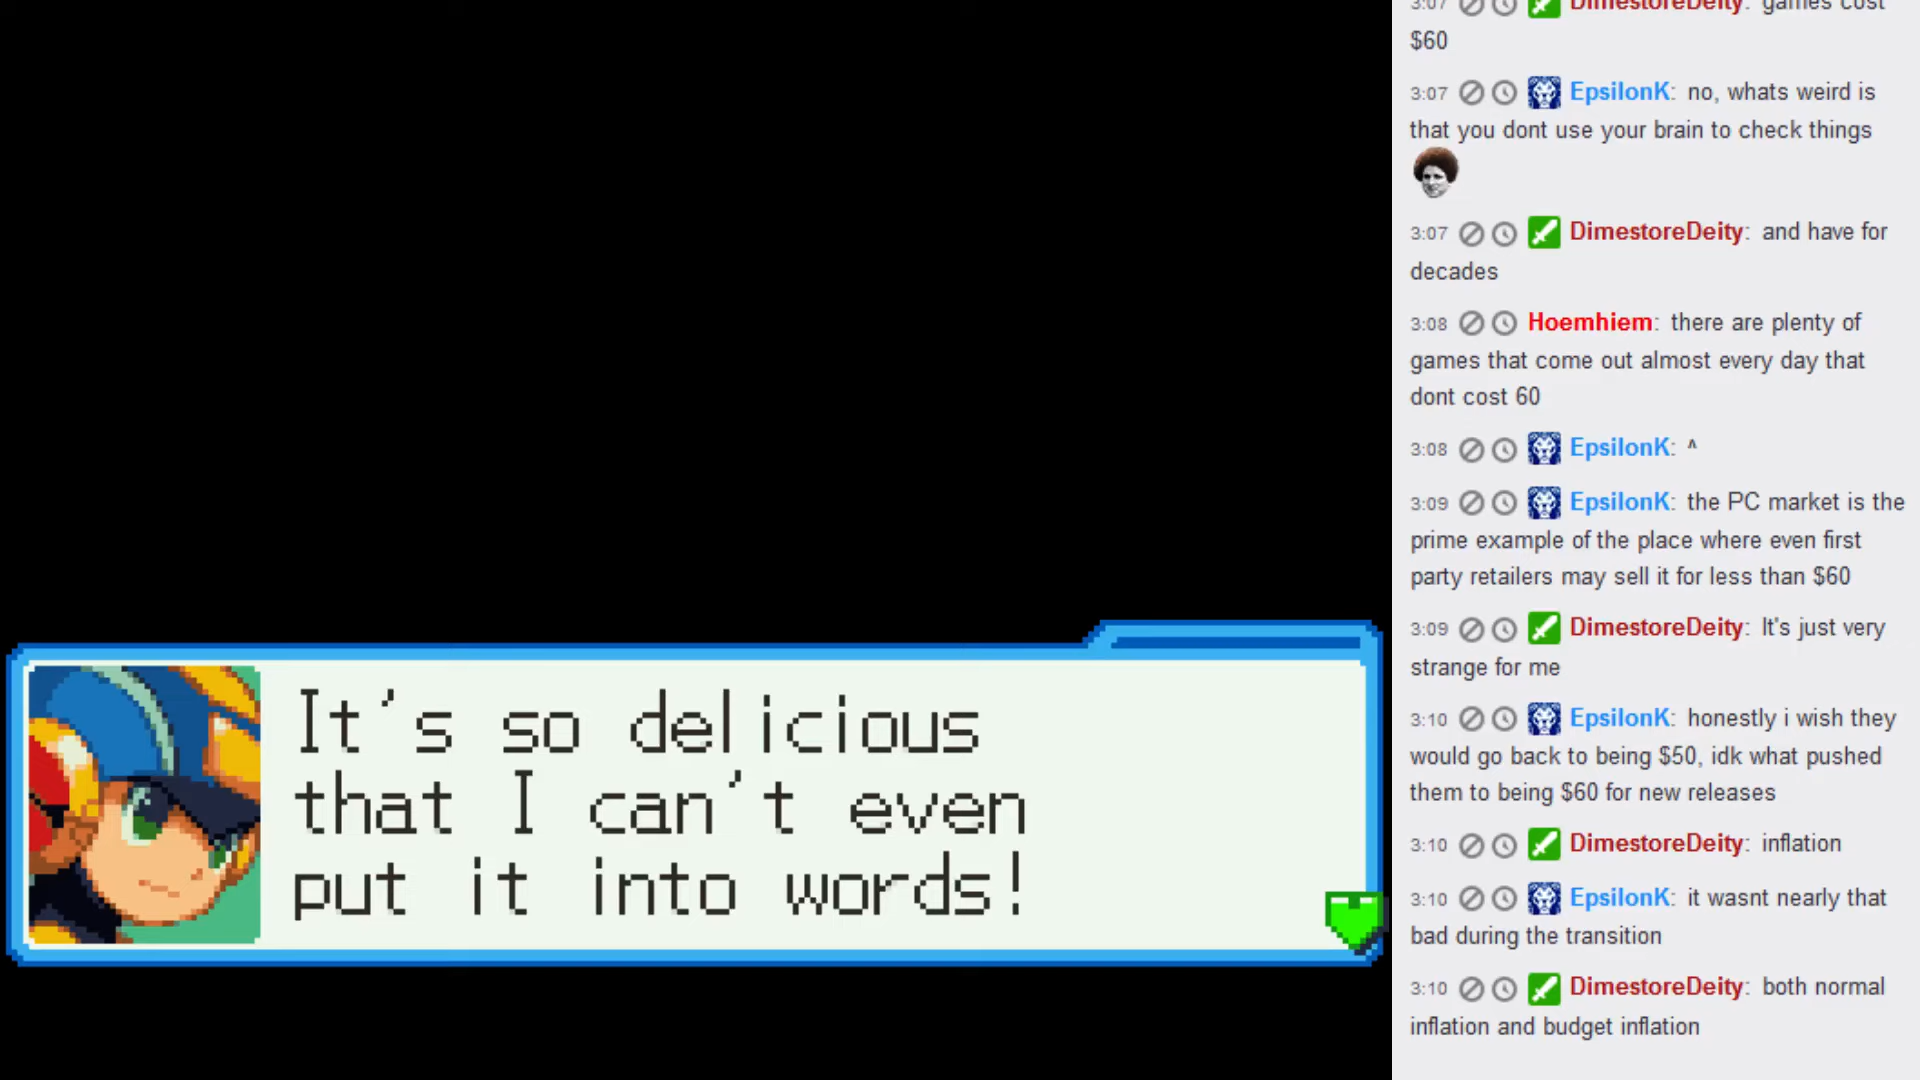 It's so delicious
that I can't even
put it into words!
3:07 DimestoreDeity: games cost
$60
3:07 EpsilonK: no, whats weird is
that you dont use your brain to check things
3:07 DimestoreDeity: and have for
decades
3:08 Hoemhiem: there are plenty of
games that come out almost every day that
dont cost 60
3:08 EpsilonK: ^
3:09 EpsilonK: the PC market is the
prime example of the place where even first
party retailers may sell it for less than $60
3:09 DimestoreDeity: It's just very
strange for me
3:10 EpsilonK: honestly i wish they
would go back to being $50, idk what pushed
them to being $60 for new releases
3:10 DimestoreDeity: inflation
3:10 EpsilonK: it wasnt nearly that
bad during the transition
3:10 DimestoreDeity: both normal
inflation and budget inflation